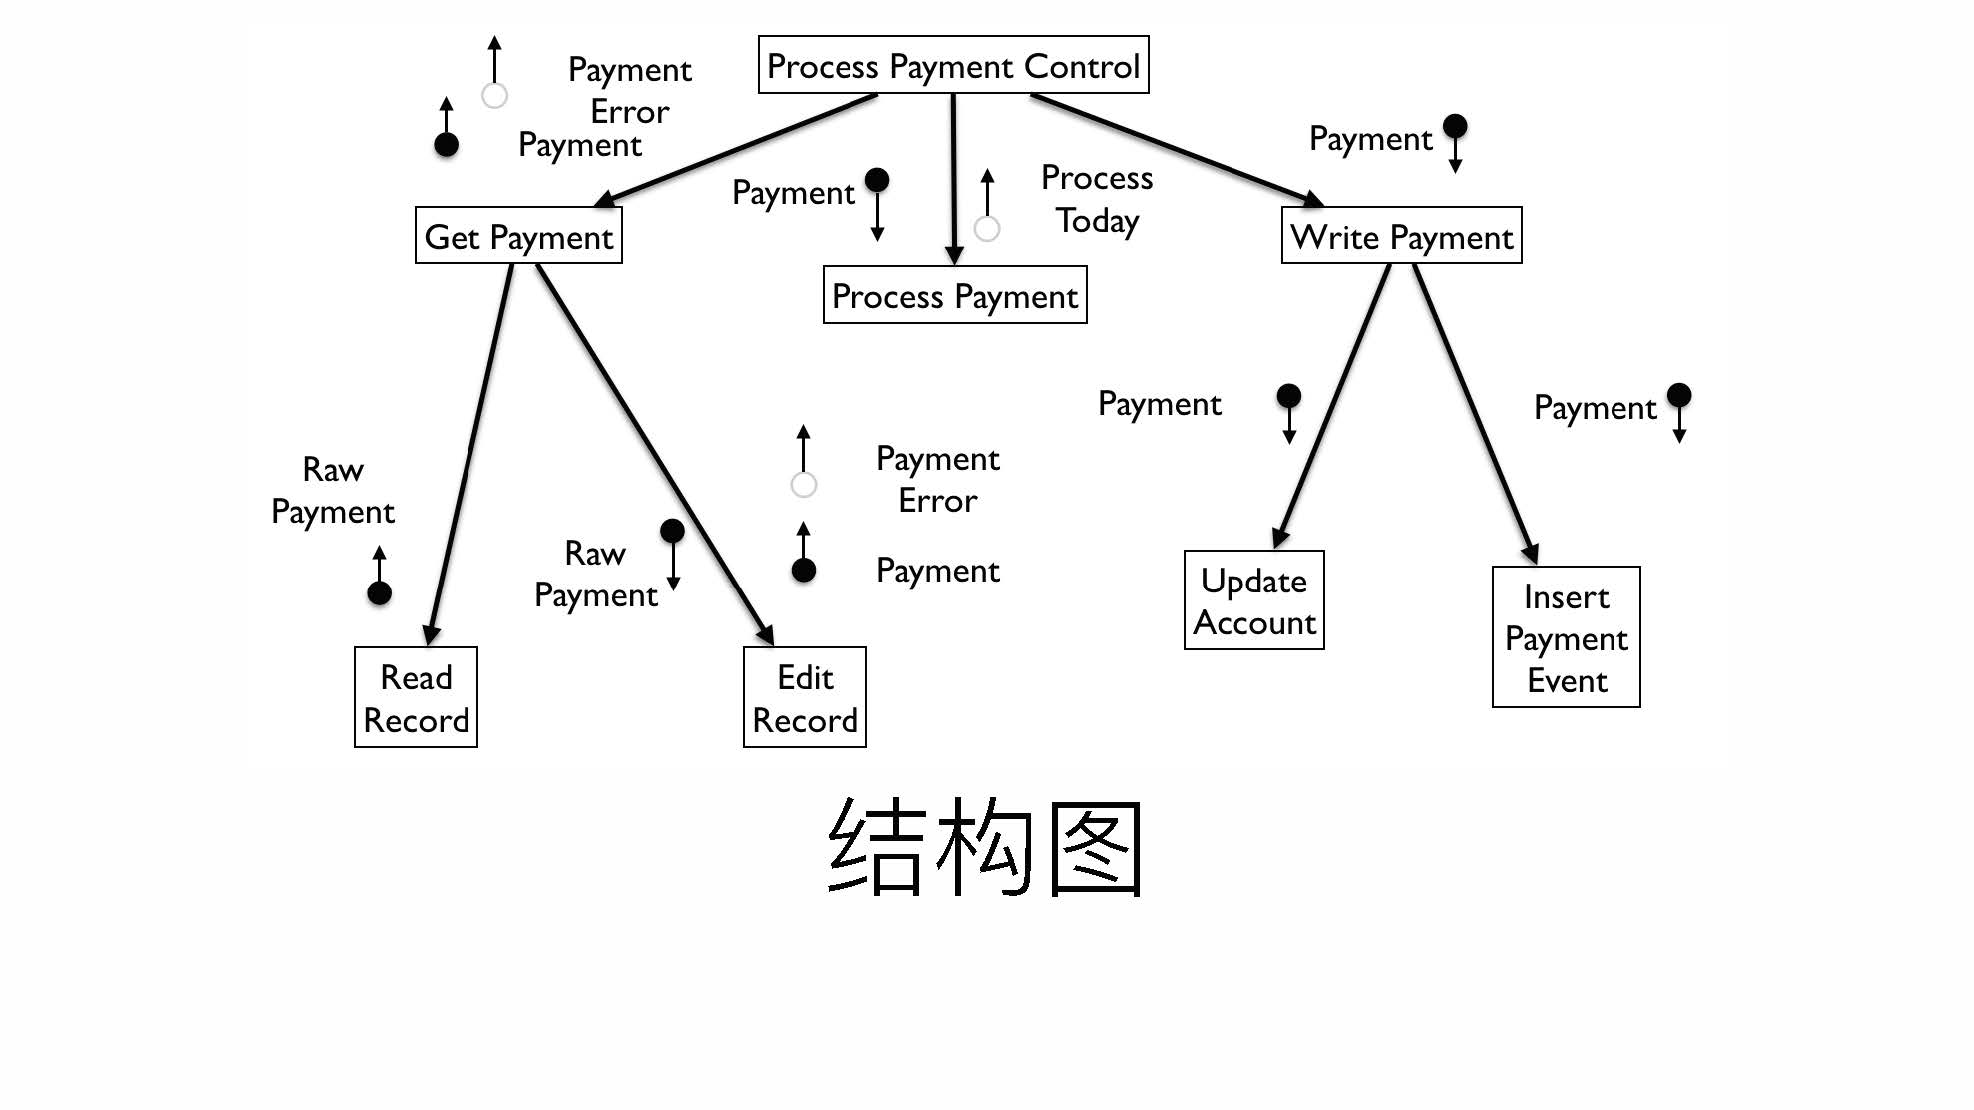 Process Payment Control
Payment
Error
Payment
Payment
Payment
Process
Today
Get Payment
Write Payment
Process Payment
Payment
Payment
Raw
Payment
Payment
Error
Raw
Payment
Payment
Update
Account
Insert
Payment
Event
Read
Record
Edit
Record
结构图